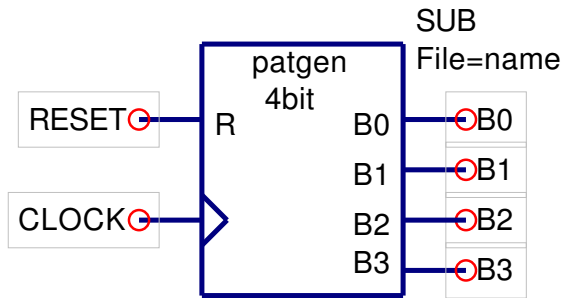 SUB
File=name
patgen
4bit
RESET
R
B0
B0
B1
B1
CLOCK
B2
B2
B3
B3